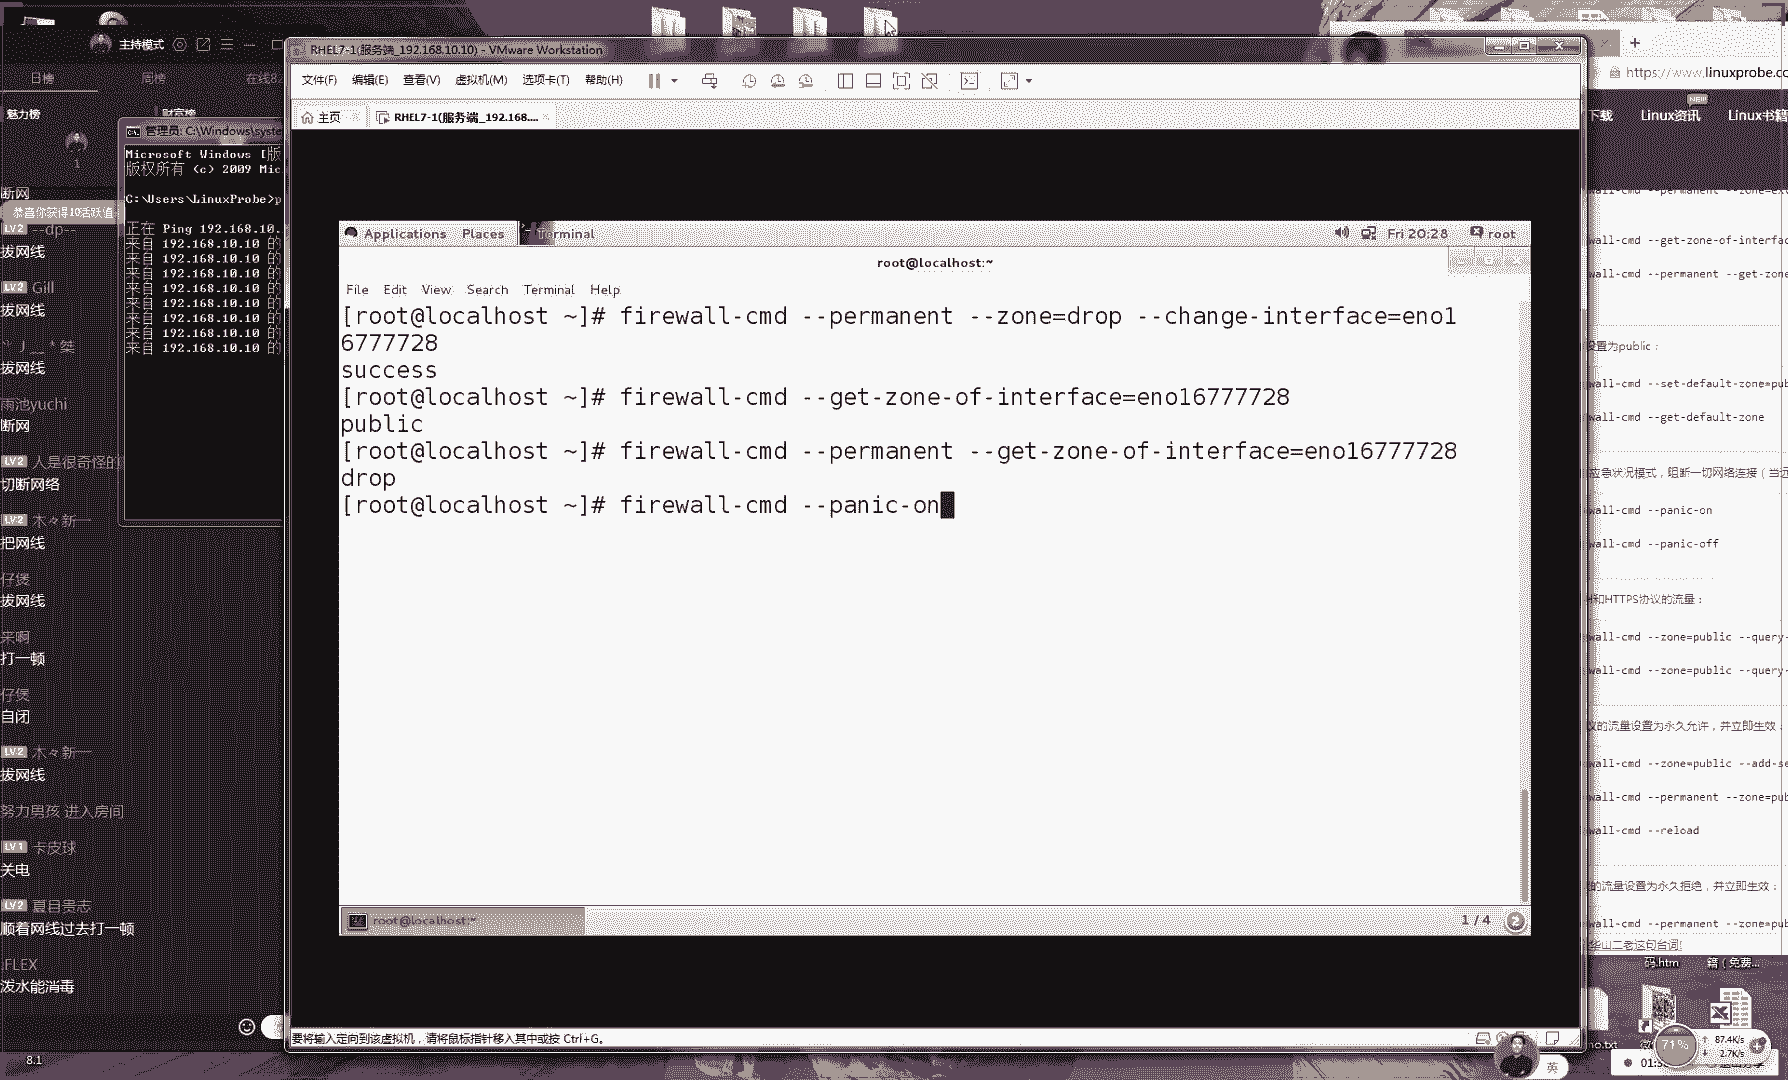 主持模式
日榜
周榜
在线8
魅力榜
财富榜
1
断网
恭喜你获得10活跃值
LV2 --dp--
拔网线
LV2 Gill
拔网线
拔网线
雨池yuchi
断网
LV2 人是很奇怪的
切断网络
LV2 木々新一
把网线
仔煲
拔网线
来啊
打一顿
仔煲
自闭
LV2 木々新一
拔网线
努力男孩 进入房间
LV1 卡皮球
关电
LV2 夏目贵志
顺着网线过去打一顿
.FLEX
泼水能消毒
8.1
管理员: C:\Windows\syste
Microsoft Windows [版
版权所有 (c) 2009 Mic
C:\Users\LinuxProbe>p
正在 Ping 192.168.10.
来自 192.168.10.10 的
来自 192.168.10.10 的
来自 192.168.10.10 的
来自 192.168.10.10 的
来自 192.168.10.10 的
来自 192.168.10.10 的
来自 192.168.10.10 的
来自 192.168.10.10 的
RHEL7-1(服务端_192.168.10.10) - VMware Workstation
文件(F) 编辑(E) 查看(V) 虚拟机(M) 选项卡(T) 帮助(H)
主页
RHEL7-1(服务端_192.168....
Applications Places Terminal
Fri 20:28 root
root@localhost:~
File Edit View Search Terminal Help
[root@localhost ~]# firewall-cmd --permanent --zone=drop --change-interface=eno1
6777728
success
[root@localhost ~]# firewall-cmd --get-zone-of-interface=eno16777728
public
[root@localhost ~]# firewall-cmd --permanent --get-zone-of-interface=eno16777728
drop
[root@localhost ~]# firewall-cmd --panic-on
root@localhost:~
1 / 4
要将输入定向到该虚拟机，请将鼠标指针移入其中或按 Ctrl+G。
https://www.linuxprobe.co
NEW
下载 Linux资讯 Linux书籍
wall-cmd --get-zone-of-interfac
wall-cmd --permanent --get-zone
设置为public：
wall-cmd --set-default-zone=pub
wall-cmd --get-default-zone
应急状况模式，阻断一切网络连接（当远
wall-cmd --panic-on
wall-cmd --panic-off
和HTTPS协议的流量：
wall-cmd --zone=public --query-
wall-cmd --zone=public --query-
议的流量设置为永久允许，并立即生效：
wall-cmd --zone=public --add-se
wall-cmd --permanent --zone=pub
wall-cmd --reload
的流量设置为永久拒绝，并立即生效：
wall-cmd --permanent --zone=pub
华山二老这句台词!
码.htm
籍（免费...
71%
87.4K/s
2.7K/s
英